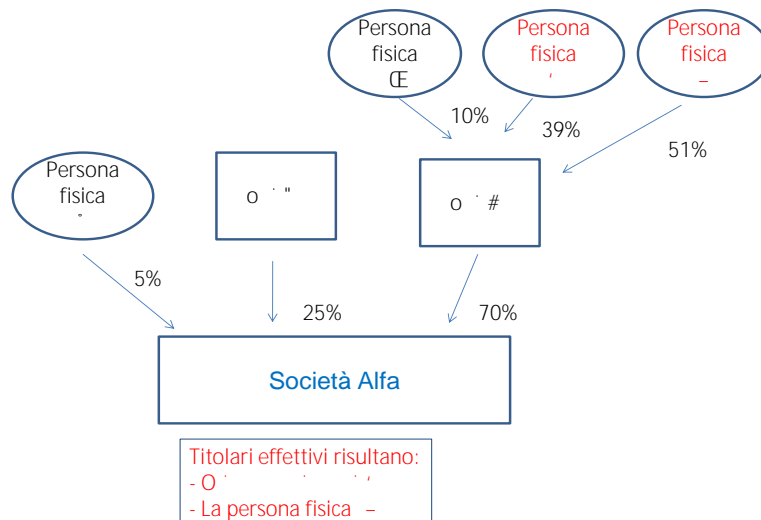 Persona
fisica
Œ
Persona
fisica
Persona
fisica
–
10%
39%
51%
Persona
fisica
5%
25%
70%
Società Alfa
Titolari effettivi risultano:
- La persona fisica –